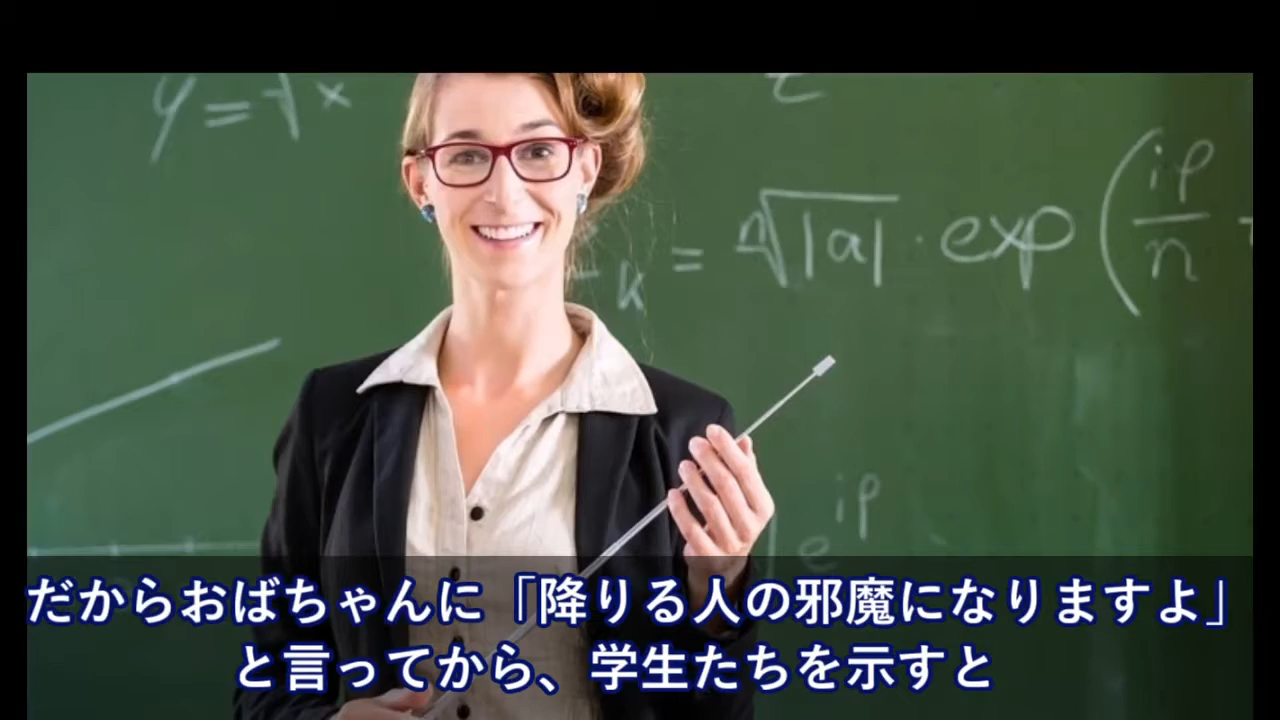 y = √x
k = ⁿ√|a| · exp (iφ/n
e^iφ
だからおばちゃんに「降りる人の邪魔になりますよ」
と言ってから、学生たちを示すと